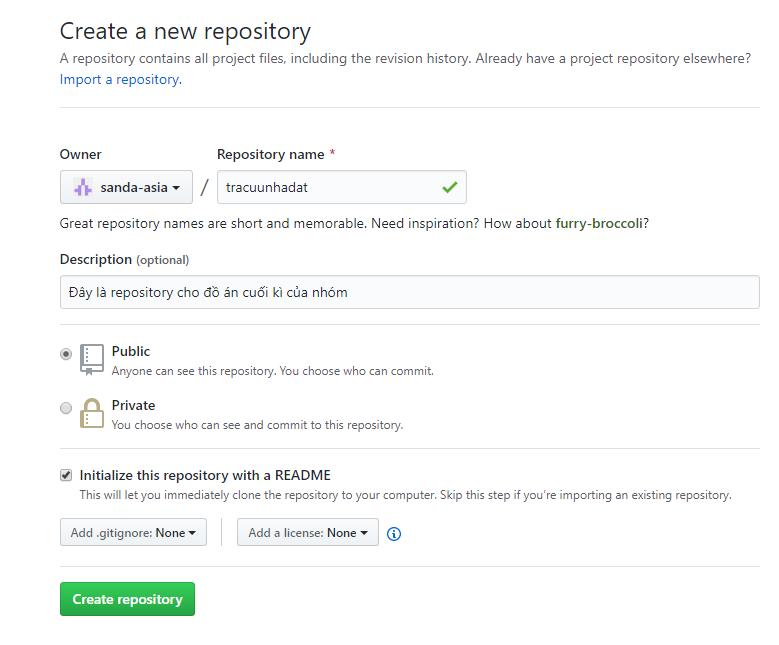 Create a new repository
A repository contains all project files, including the revision history. Already have a project repository elsewhere?
Import a repository.
Owner
Repository name *
sanda-asia / tracuunhadat
Great repository names are short and memorable. Need inspiration? How about furry-broccoli?
Description (optional)
Đây là repository cho đồ án cuối kì của nhóm
Public
Anyone can see this repository. You choose who can commit.
Private
You choose who can see and commit to this repository.
Initialize this repository with a README
This will let you immediately clone the repository to your computer. Skip this step if you're importing an existing repository.
Add .gitignore: None
Add a license: None
Create repository